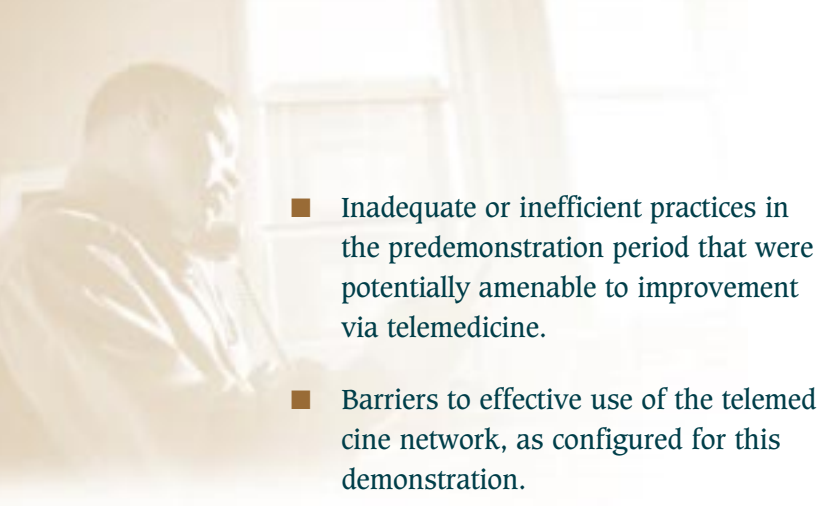 ■ Inadequate or inefficient practices in
the predemonstration period that were
potentially amenable to improvement
via telemedicine.
■ Barriers to effective use of the telemed
cine network, as configured for this
demonstration.